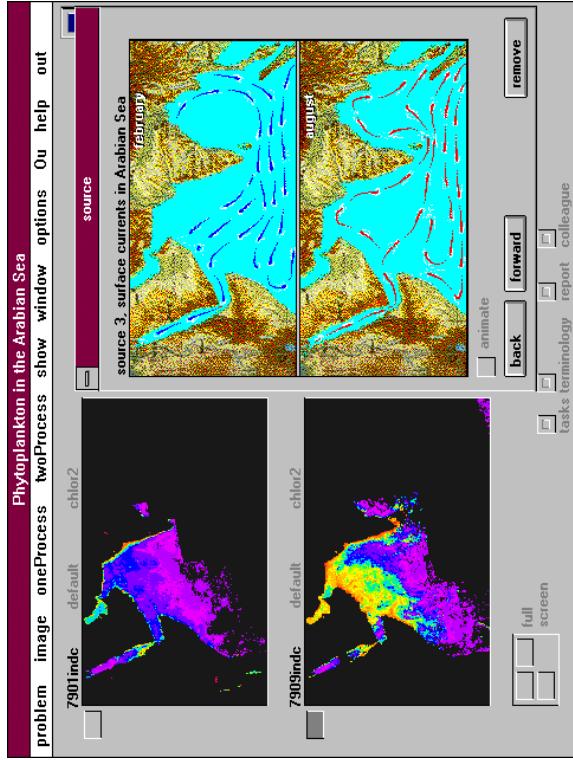 Phytoplankton in the Arabian Sea
problem image oneProcess twoProcess show window options Ou help out
7901indc default chlor2
7909indc default chlor2
full
screen
source
source 3, surface currents in Arabian Sea
february
august
animate
back forward remove
tasks terminology report colleague